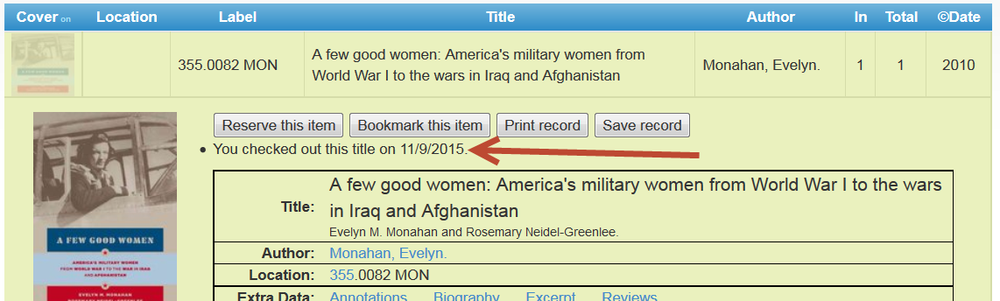 Cover on Location Label Title Author In Total ©Date
355.0082 MON A few good women: America's military women from World War I to the wars in Iraq and Afghanistan Monahan, Evelyn. 1 1 2010
Reserve this item Bookmark this item Print record Save record
• You checked out this title on 11/9/2015.
Title: A few good women: America's military women from World War I to the wars
in Iraq and Afghanistan
Evelyn M. Monahan and Rosemary Neidel-Greenlee.
Author: Monahan, Evelyn.
Location: 355.0082 MON
Extra Data: Annotations Biography Excerpt Reviews
A FEW GOOD WOMEN
AMERICA'S MILITARY WOMEN
FROM WORLD WAR I TO THE WAR IN IRAQ
AND AFGHANISTAN
EVELYN M. MONAHAN